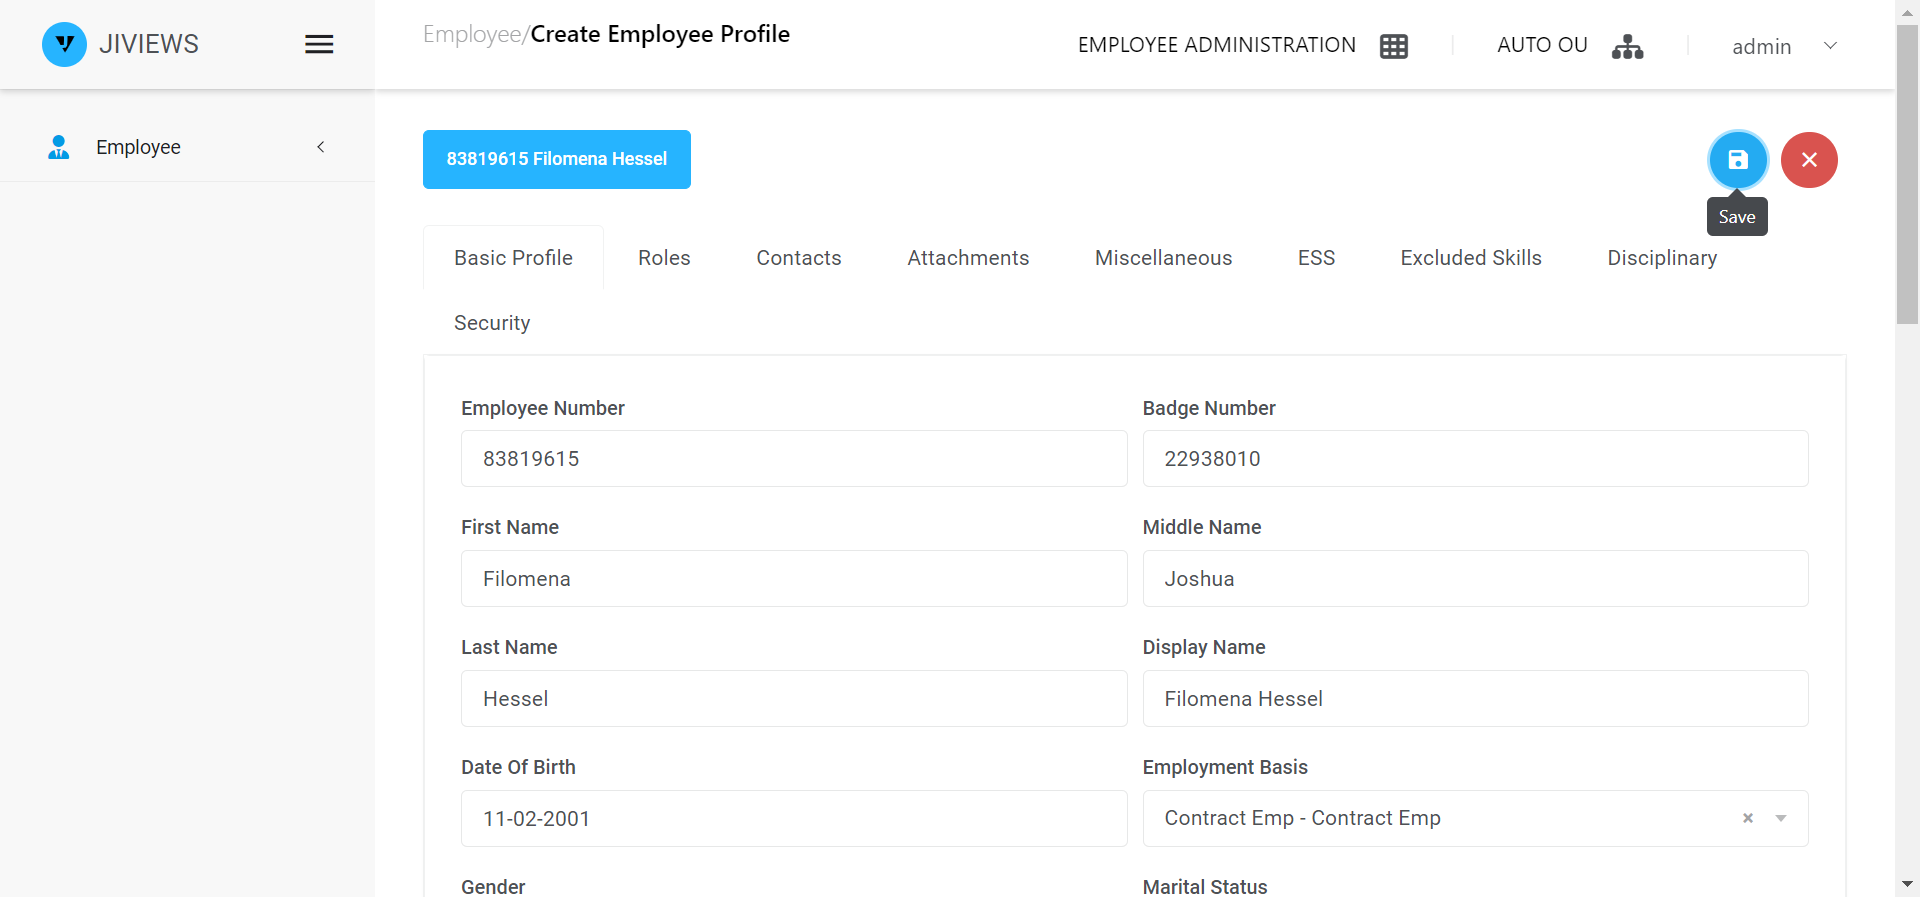 JIVIEWS
Employee/Create Employee Profile
EMPLOYEE ADMINISTRATION
AUTO OU
admin
Employee
83819615 Filomena Hessel
Save
Basic Profile
Roles
Contacts
Attachments
Miscellaneous
ESS
Excluded Skills
Disciplinary
Security
Employee Number
Badge Number
83819615
22938010
First Name
Middle Name
Filomena
Joshua
Last Name
Display Name
Hessel
Filomena Hessel
Date Of Birth
Employment Basis
11-02-2001
Contract Emp - Contract Emp
Gender
Marital Status